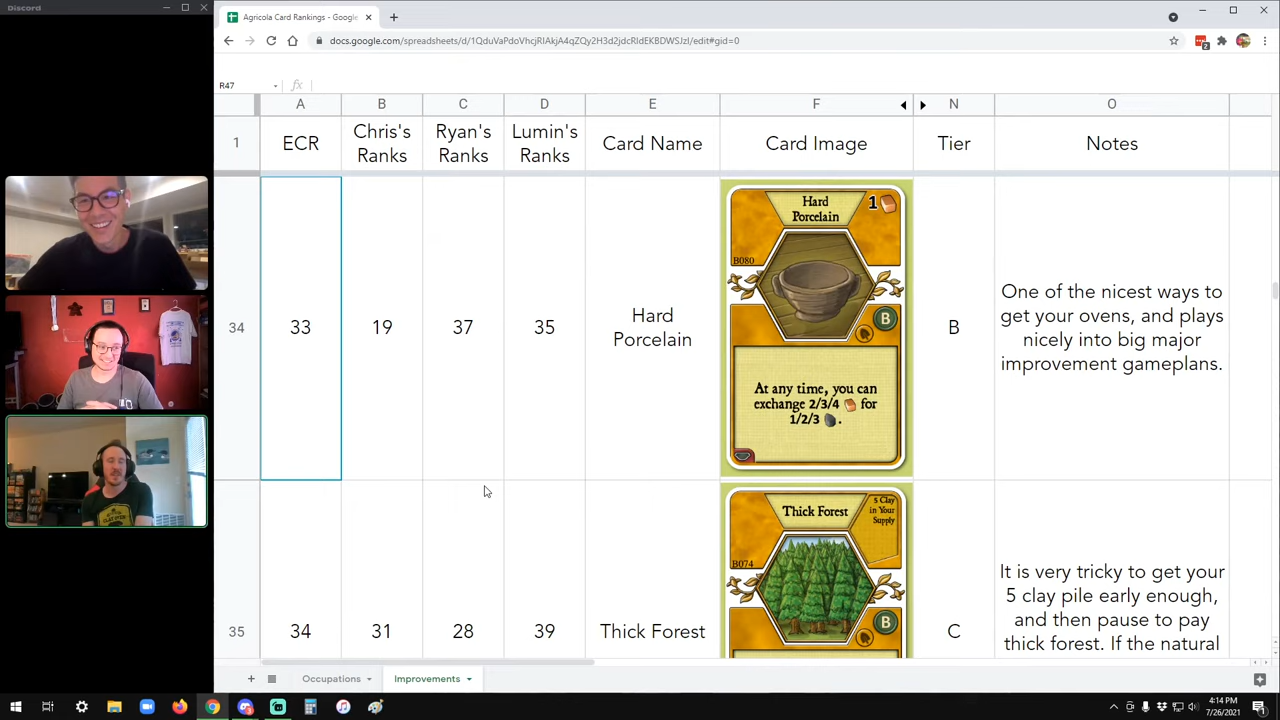 Discord
Agricola Card Rankings - Google
docs.google.com/spreadsheets/d/1QduVaPdoVhcjRIAkjA4qZQy2H3d2jdcRldEKBDWSJzI/edit#gid=0
2
R47
fx
A B C D E F N O
1
ECR
Chris's
Ranks
Ryan's
Ranks
Lumin's
Ranks
Card Name
Card Image
Tier
Notes
34
33
19
37
35
Hard
Porcelain
Hard
Porcelain
1
B080
B
At any time, you can
exchange 2/3/4 for
1/2/3 .
B
One of the nicest ways to
get your ovens, and plays
nicely into big major
improvement gameplans.
35
34
31
28
39
Thick Forest
Thick Forest
5 Clay
in Your
Supply
B074
B
C
It is very tricky to get your
5 clay pile early enough,
and then pause to pay
thick forest. If the natural
Occupations
Improvements
4:14 PM
7/26/2021
1